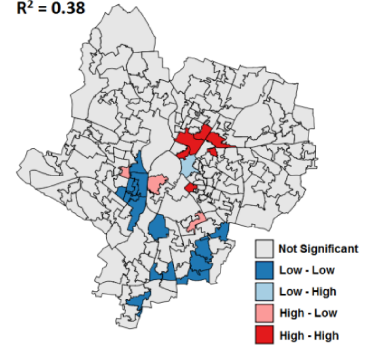 R² = 0.38
Not Significant
Low - Low
Low - High
High - Low
High - High